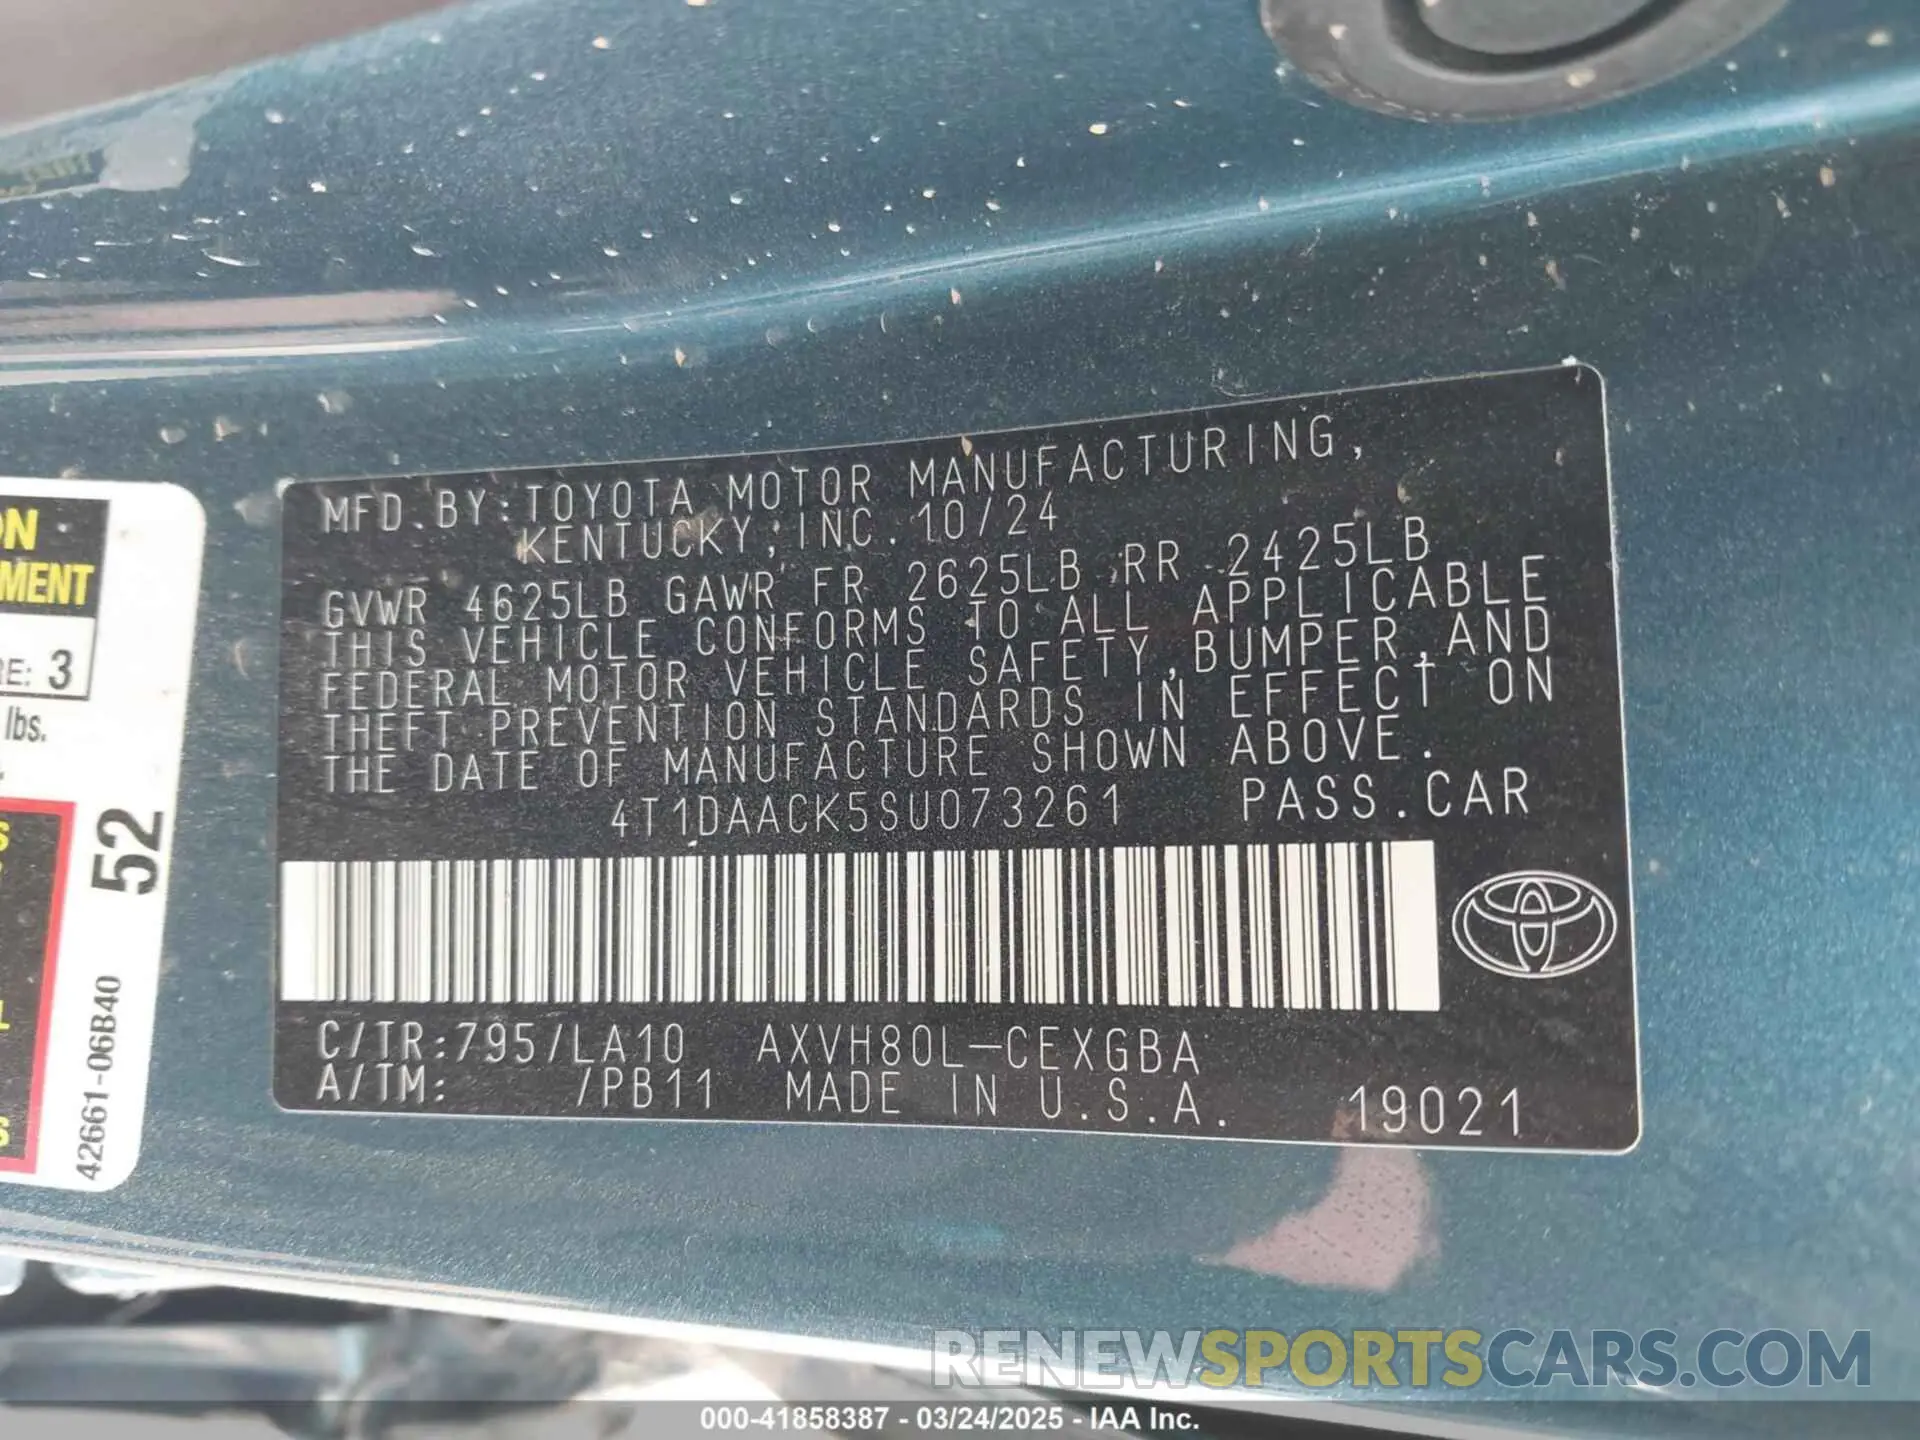 MFD.BY:TOYOTA MOTOR MANUFACTURING,
KENTUCKY, INC. 10/24
GVWR 4625LB GAWR FR 2625LB RR 2425LB
THIS VEHICLE CONFORMS TO ALL APPLICABLE
FEDERAL MOTOR VEHICLE SAFETY,BUMPER,AND
THEFT PREVENTION STANDARDS IN EFFECT ON
THE DATE OF MANUFACTURE SHOWN ABOVE.
4T1DAACK5SU073261 PASS.CAR
C/TR:795/LA10 AXVH80L-CEXGBA
A/TM: /PB11 MADE IN U.S.A. 19021
ON
MENT
RE: 3
lbs.
52
42661-06B40
S
L
S
RENEWSPORTSCARS.COM
000-41858387 - 03/24/2025 - IAA Inc.